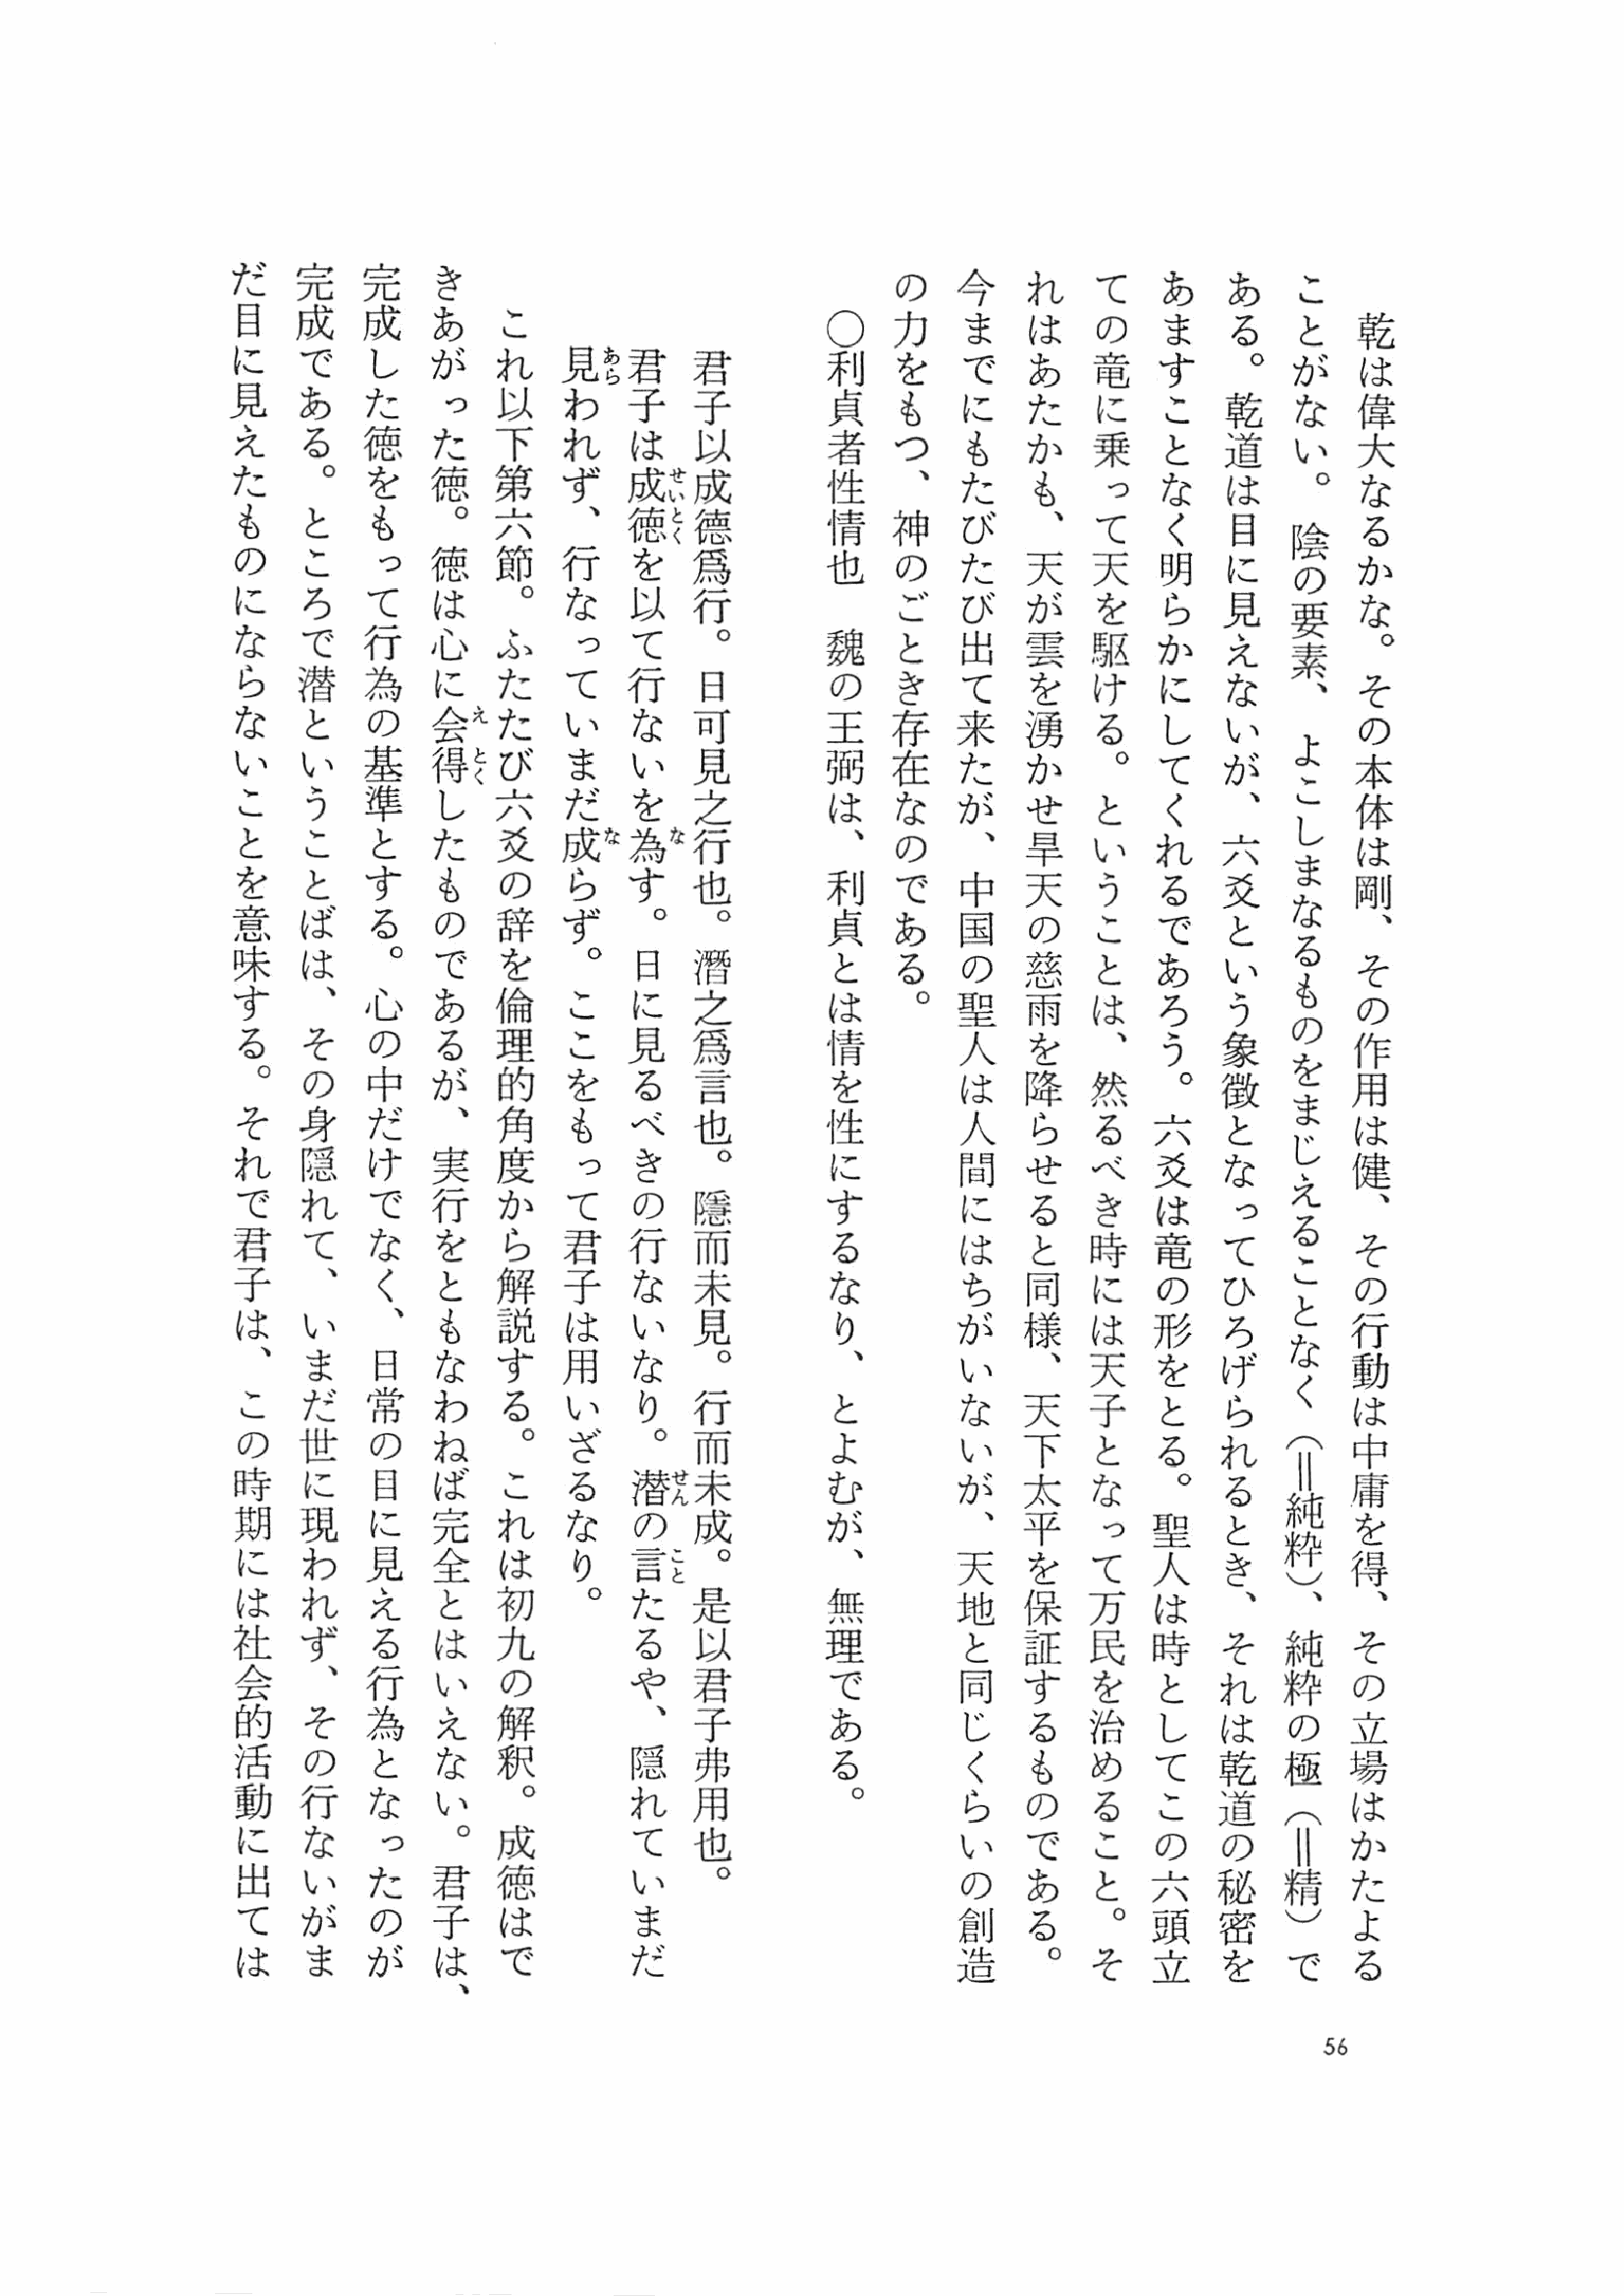 乾は偉大なるかな。その本体は剛、その作用は健、その行動は中庸を得、その立場はかたよる
ことがない。陰の要素、よこしまなるものをまじえることなく（＝純粋）、純粋の極（＝精）で
ある。乾道は目に見えないが、六爻という象徴となってひろげられるとき、それは乾道の秘密を
あますことなく明らかにしてくれるであろう。六爻は竜の形をとる。聖人は時としてこの六頭立
ての竜に乗って天を駆ける。ということは、然るべき時には天子となって万民を治めること。そ
れはあたかも、天が雲を湧かせ旱天の慈雨を降らせると同様、天下太平を保証するものである。
今までにもたびたび出て来たが、中国の聖人は人間にはちがいないが、天地と同じくらいの創造
の力をもつ、神のごとき存在なのである。
〇利貞者性情也　魏の王弼は、利貞とは情を性にするなり、とよむが、無理である。
君子以成德爲行。日可見之行也。潛之爲言也。隱而未見。行而未成。是以君子弗用也。
君子は成徳を以て行ないを為す。日に見るべきの行ないなり。潜の言たるや、隠れていまだ
見われず、行なっていまだ成らず。ここをもって君子は用いざるなり。
これ以下第六節。ふたたび六爻の辞を倫理的角度から解説する。これは初九の解釈。成徳はで
きあがった徳。徳は心に会得したものであるが、実行をともなわねば完全とはいえない。君子は、
完成した徳をもって行為の基準とする。心の中だけでなく、日常の目に見える行為となったのが
完成である。ところで潜ということばは、その身隠れて、いまだ世に現われず、その行ないがま
だ目に見えたものにならないことを意味する。それで君子は、この時期には社会的活動に出ては
56